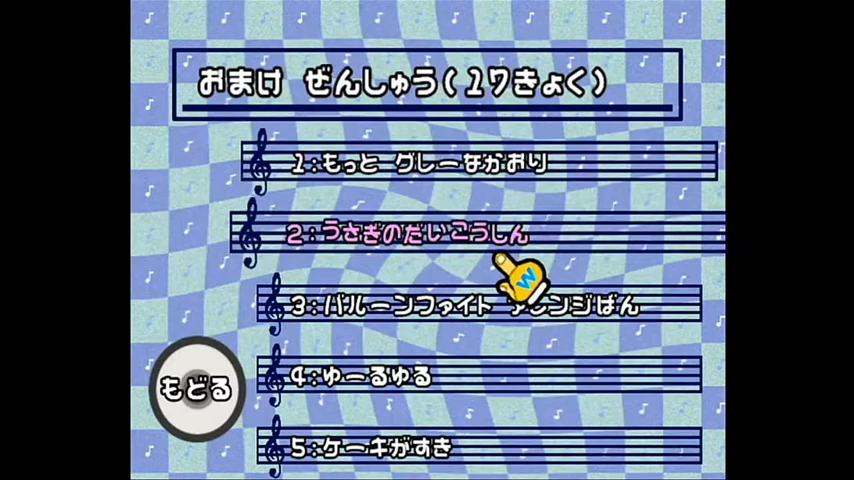 おまけ ぜんしゅう(17きょく)
1:もっと グレーなかおり
2:うさぎのだいこうしん
3:バルーンファイト アレンジばん
W
4:ゆーるゆる
もどる
5:ケーキがすき